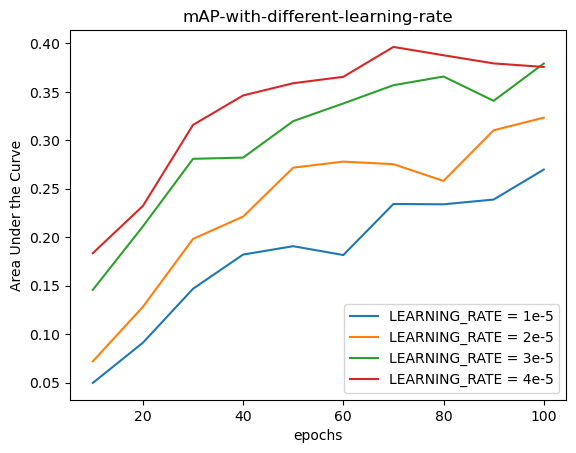 mAP-with-different-learning-rate
Area Under the Curve
0.40
0.35
0.30
0.25
0.20
0.15
0.10
0.05
LEARNING_RATE = 1e-5
LEARNING_RATE = 2e-5
LEARNING_RATE = 3e-5
LEARNING_RATE = 4e-5
20
40
60
80
100
epochs